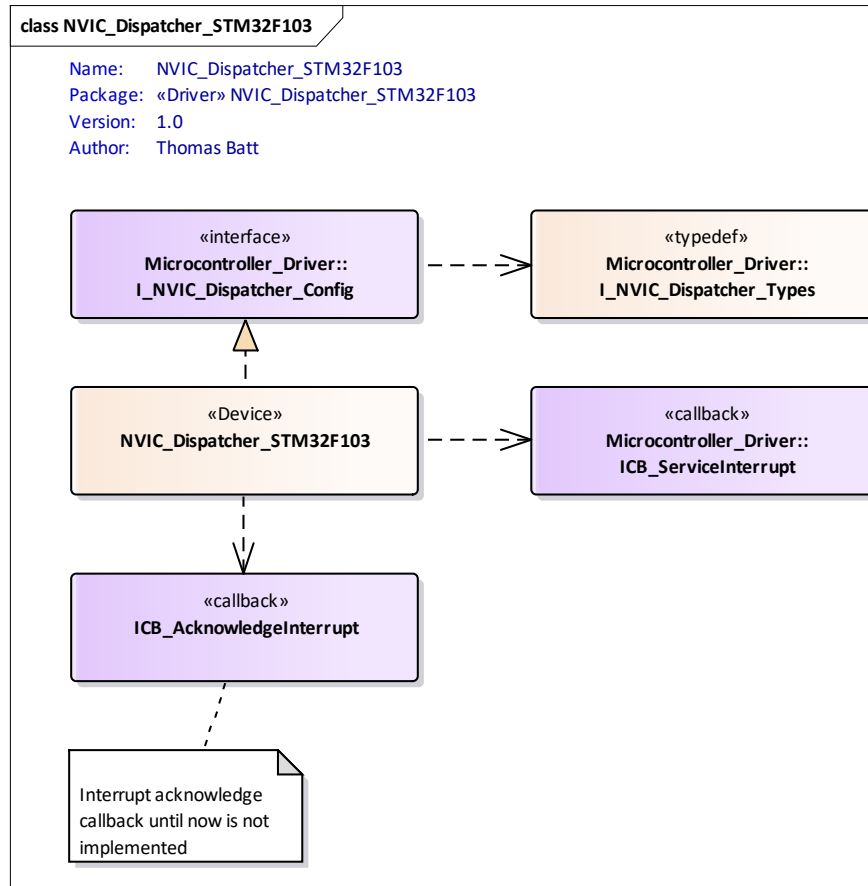 class NVIC_Dispatcher_STM32F103
Name: NVIC_Dispatcher_STM32F103
Package: «Driver» NVIC_Dispatcher_STM32F103
Version: 1.0
Author: Thomas Batt
«interface»
Microcontroller_Driver::
I_NVIC_Dispatcher_Config
«typedef»
Microcontroller_Driver::
I_NVIC_Dispatcher_Types
«Device»
NVIC_Dispatcher_STM32F103
«callback»
Microcontroller_Driver::
ICB_ServiceInterrupt
«callback»
ICB_AcknowledgeInterrupt
Interrupt acknowledge
callback until now is not
implemented